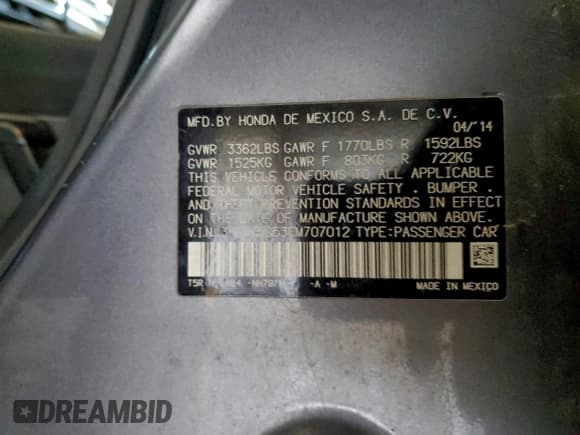 MFD.BY HONDA DE MEXICO S.A. DE C.V.
04/'14
GVWR 3362LBS GAWR F 1770LBS R 1592LBS
GVWR 1525KG GAWR F 803KG R 722KG
THIS VEHICLE CONFORMS TO ALL APPLICABLE
FEDERAL MOTOR VEHICLE SAFETY . BUMPER .
AND THEFT PREVENTION STANDARDS IN EFFECT
ON THE DATE OF MANUFACTURE SHOWN ABOVE.
V.I.N.: TYPE:PASSENGER CAR
-A -M
MADE IN MEXICO
DREAMBID